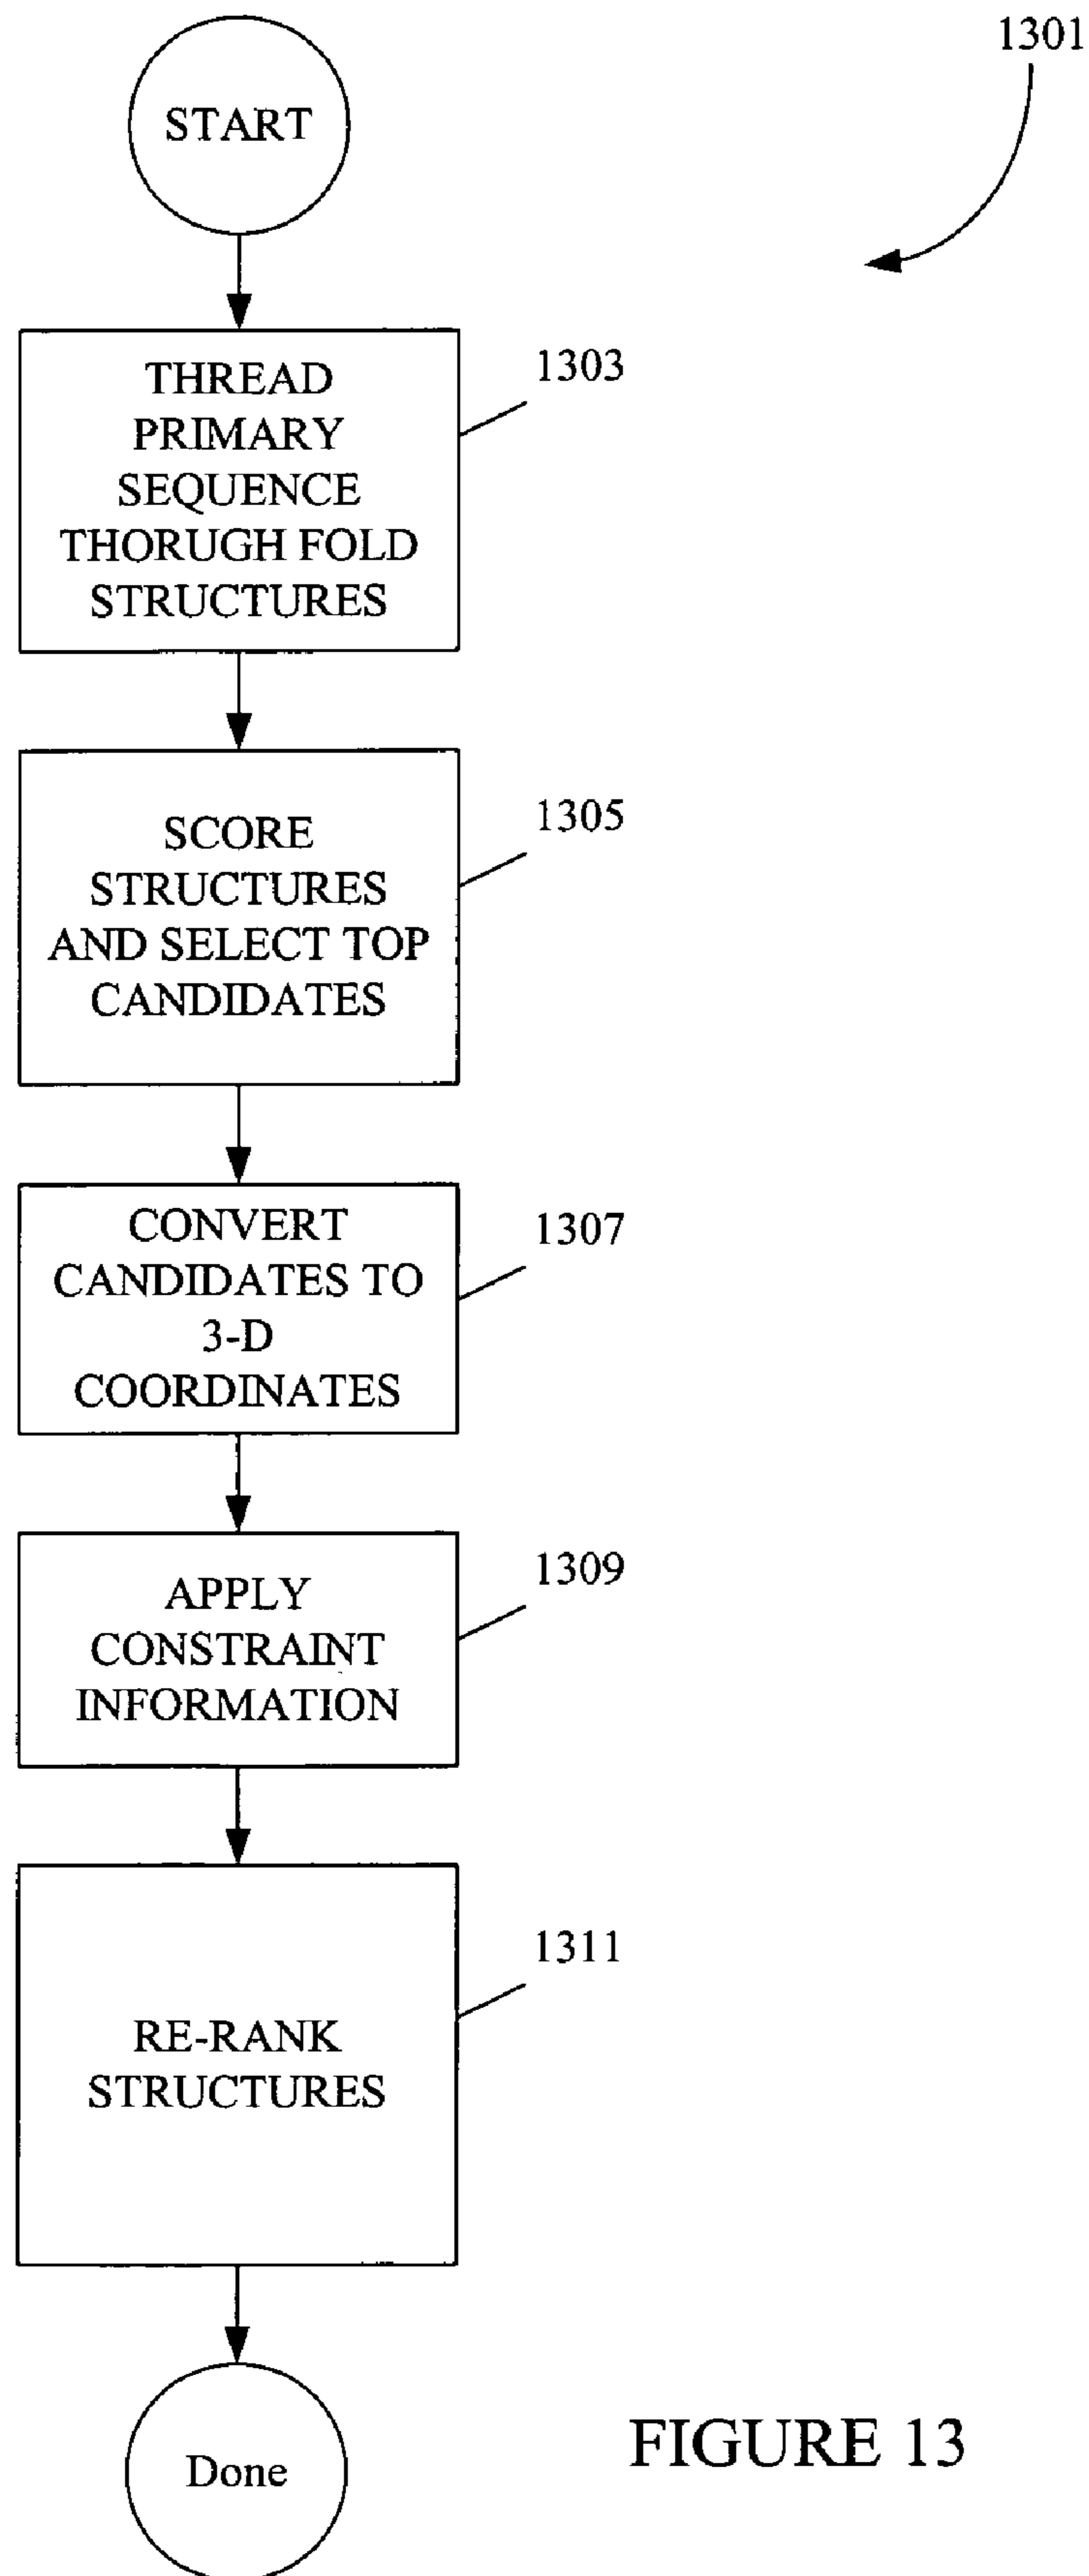 1301
START
1303
THREAD
PRIMARY
SEQUENCE
THORUGH FOLD
STRUCTURES
1305
SCORE
STRUCTURES
AND SELECT TOP
CANDIDATES
1307
CONVERT
CANDIDATES TO
3-D
COORDINATES
1309
APPLY
CONSTRAINT
INFORMATION
1311
RE-RANK
STRUCTURES
Done
FIGURE 13